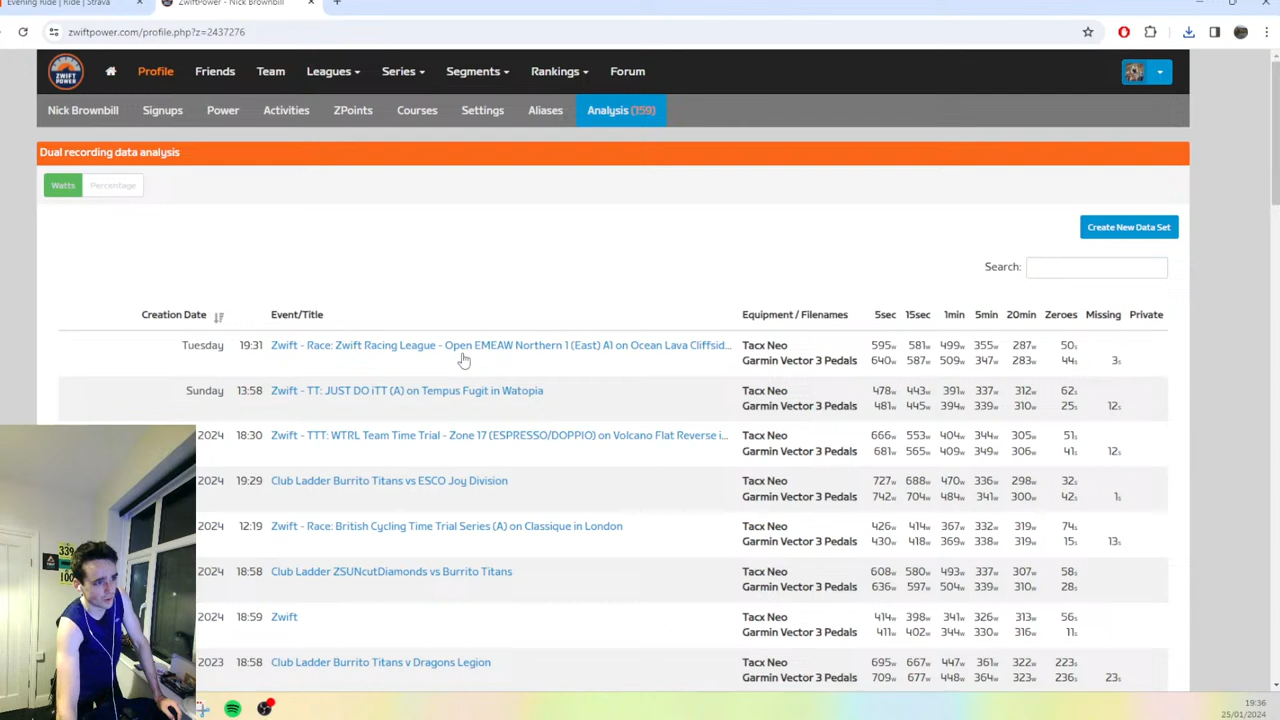 Evening Ride | Ride | Strava
ZwiftPower - Nick Brownbill
zwiftpower.com/profile.php?z=2437276
ZWIFT POWER
Profile Friends Team Leagues Series Segments Rankings Forum
Nick Brownbill Signups Power Activities ZPoints Courses Settings Aliases Analysis (159)
Dual recording data analysis
Watts Percentage
Create New Data Set
Search:
Creation Date Event/Title Equipment / Filenames 5sec 15sec 1min 5min 20min Zeroes Missing Private
Tuesday 19:31 Zwift - Race: Zwift Racing League - Open EMEAW Northern 1 (East) A1 on Ocean Lava Cliffsid... Tacx Neo 595w 581w 499w 355w 287w 50s
Garmin Vector 3 Pedals 640w 587w 509w 347w 283w 44s 3s
Sunday 13:58 Zwift - TT: JUST DO iTT (A) on Tempus Fugit in Watopia Tacx Neo 478w 443w 391w 337w 312w 62s
Garmin Vector 3 Pedals 481w 445w 394w 339w 310w 25s 12s
2024 18:30 Zwift - TTT: WTRL Team Time Trial - Zone 17 (ESPRESSO/DOPPIO) on Volcano Flat Reverse i... Tacx Neo 666w 553w 404w 344w 305w 51s
Garmin Vector 3 Pedals 681w 565w 409w 349w 306w 41s 12s
2024 19:29 Club Ladder Burrito Titans vs ESCO Joy Division Tacx Neo 727w 688w 470w 336w 298w 32s
Garmin Vector 3 Pedals 742w 704w 484w 341w 300w 42s 1s
2024 12:19 Zwift - Race: British Cycling Time Trial Series (A) on Classique in London Tacx Neo 426w 414w 367w 332w 319w 74s
Garmin Vector 3 Pedals 430w 418w 369w 338w 319w 15s 13s
2024 18:58 Club Ladder ZSUNcutDiamonds vs Burrito Titans Tacx Neo 608w 580w 493w 337w 307w 58s
Garmin Vector 3 Pedals 636w 597w 504w 339w 310w 28s
2024 18:59 Zwift Tacx Neo 414w 398w 341w 326w 313w 56s
Garmin Vector 3 Pedals 411w 402w 344w 330w 316w 11s
2023 18:58 Club Ladder Burrito Titans v Dragons Legion Tacx Neo 695w 667w 447w 361w 322w 223s
Garmin Vector 3 Pedals 709w 677w 448w 364w 323w 236s 23s
339
100
19:36
25/01/2024